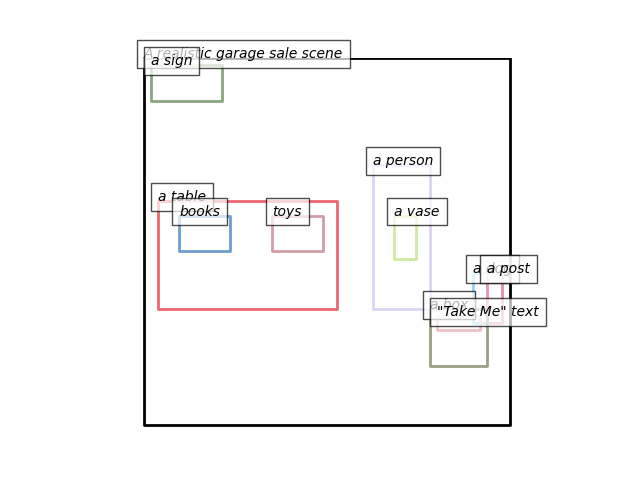 A realistic garage sale scene
a sign
a person
a table
books
toys
a vase
a
a post
a box
"Take Me" text